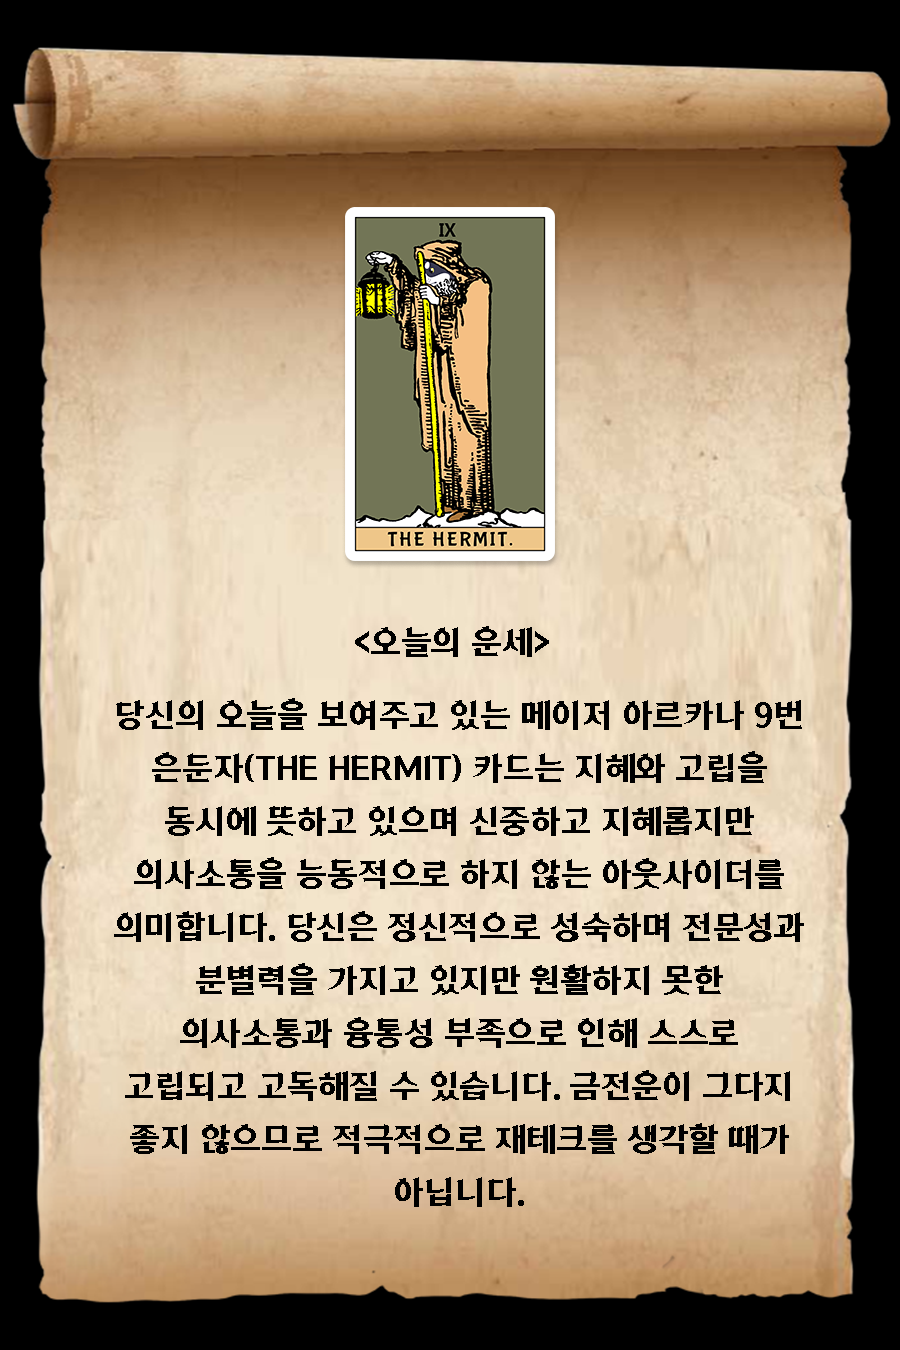 IX
THE HERMIT.
<오늘의 운세>
당신의 오늘을 보여주고 있는 메이저 아르카나 9번
은둔자(THE HERMIT) 카드는 지혜와 고립을
동시에 뜻하고 있으며 신중하고 지혜롭지만
의사소통을 능동적으로 하지 않는 아웃사이더를
의미합니다. 당신은 정신적으로 성숙하며 전문성과
분별력을 가지고 있지만 원활하지 못한
의사소통과 융통성 부족으로 인해 스스로
고립되고 고독해질 수 있습니다. 금전운이 그다지
좋지 않으므로 적극적으로 재테크를 생각할 때가
아닙니다.